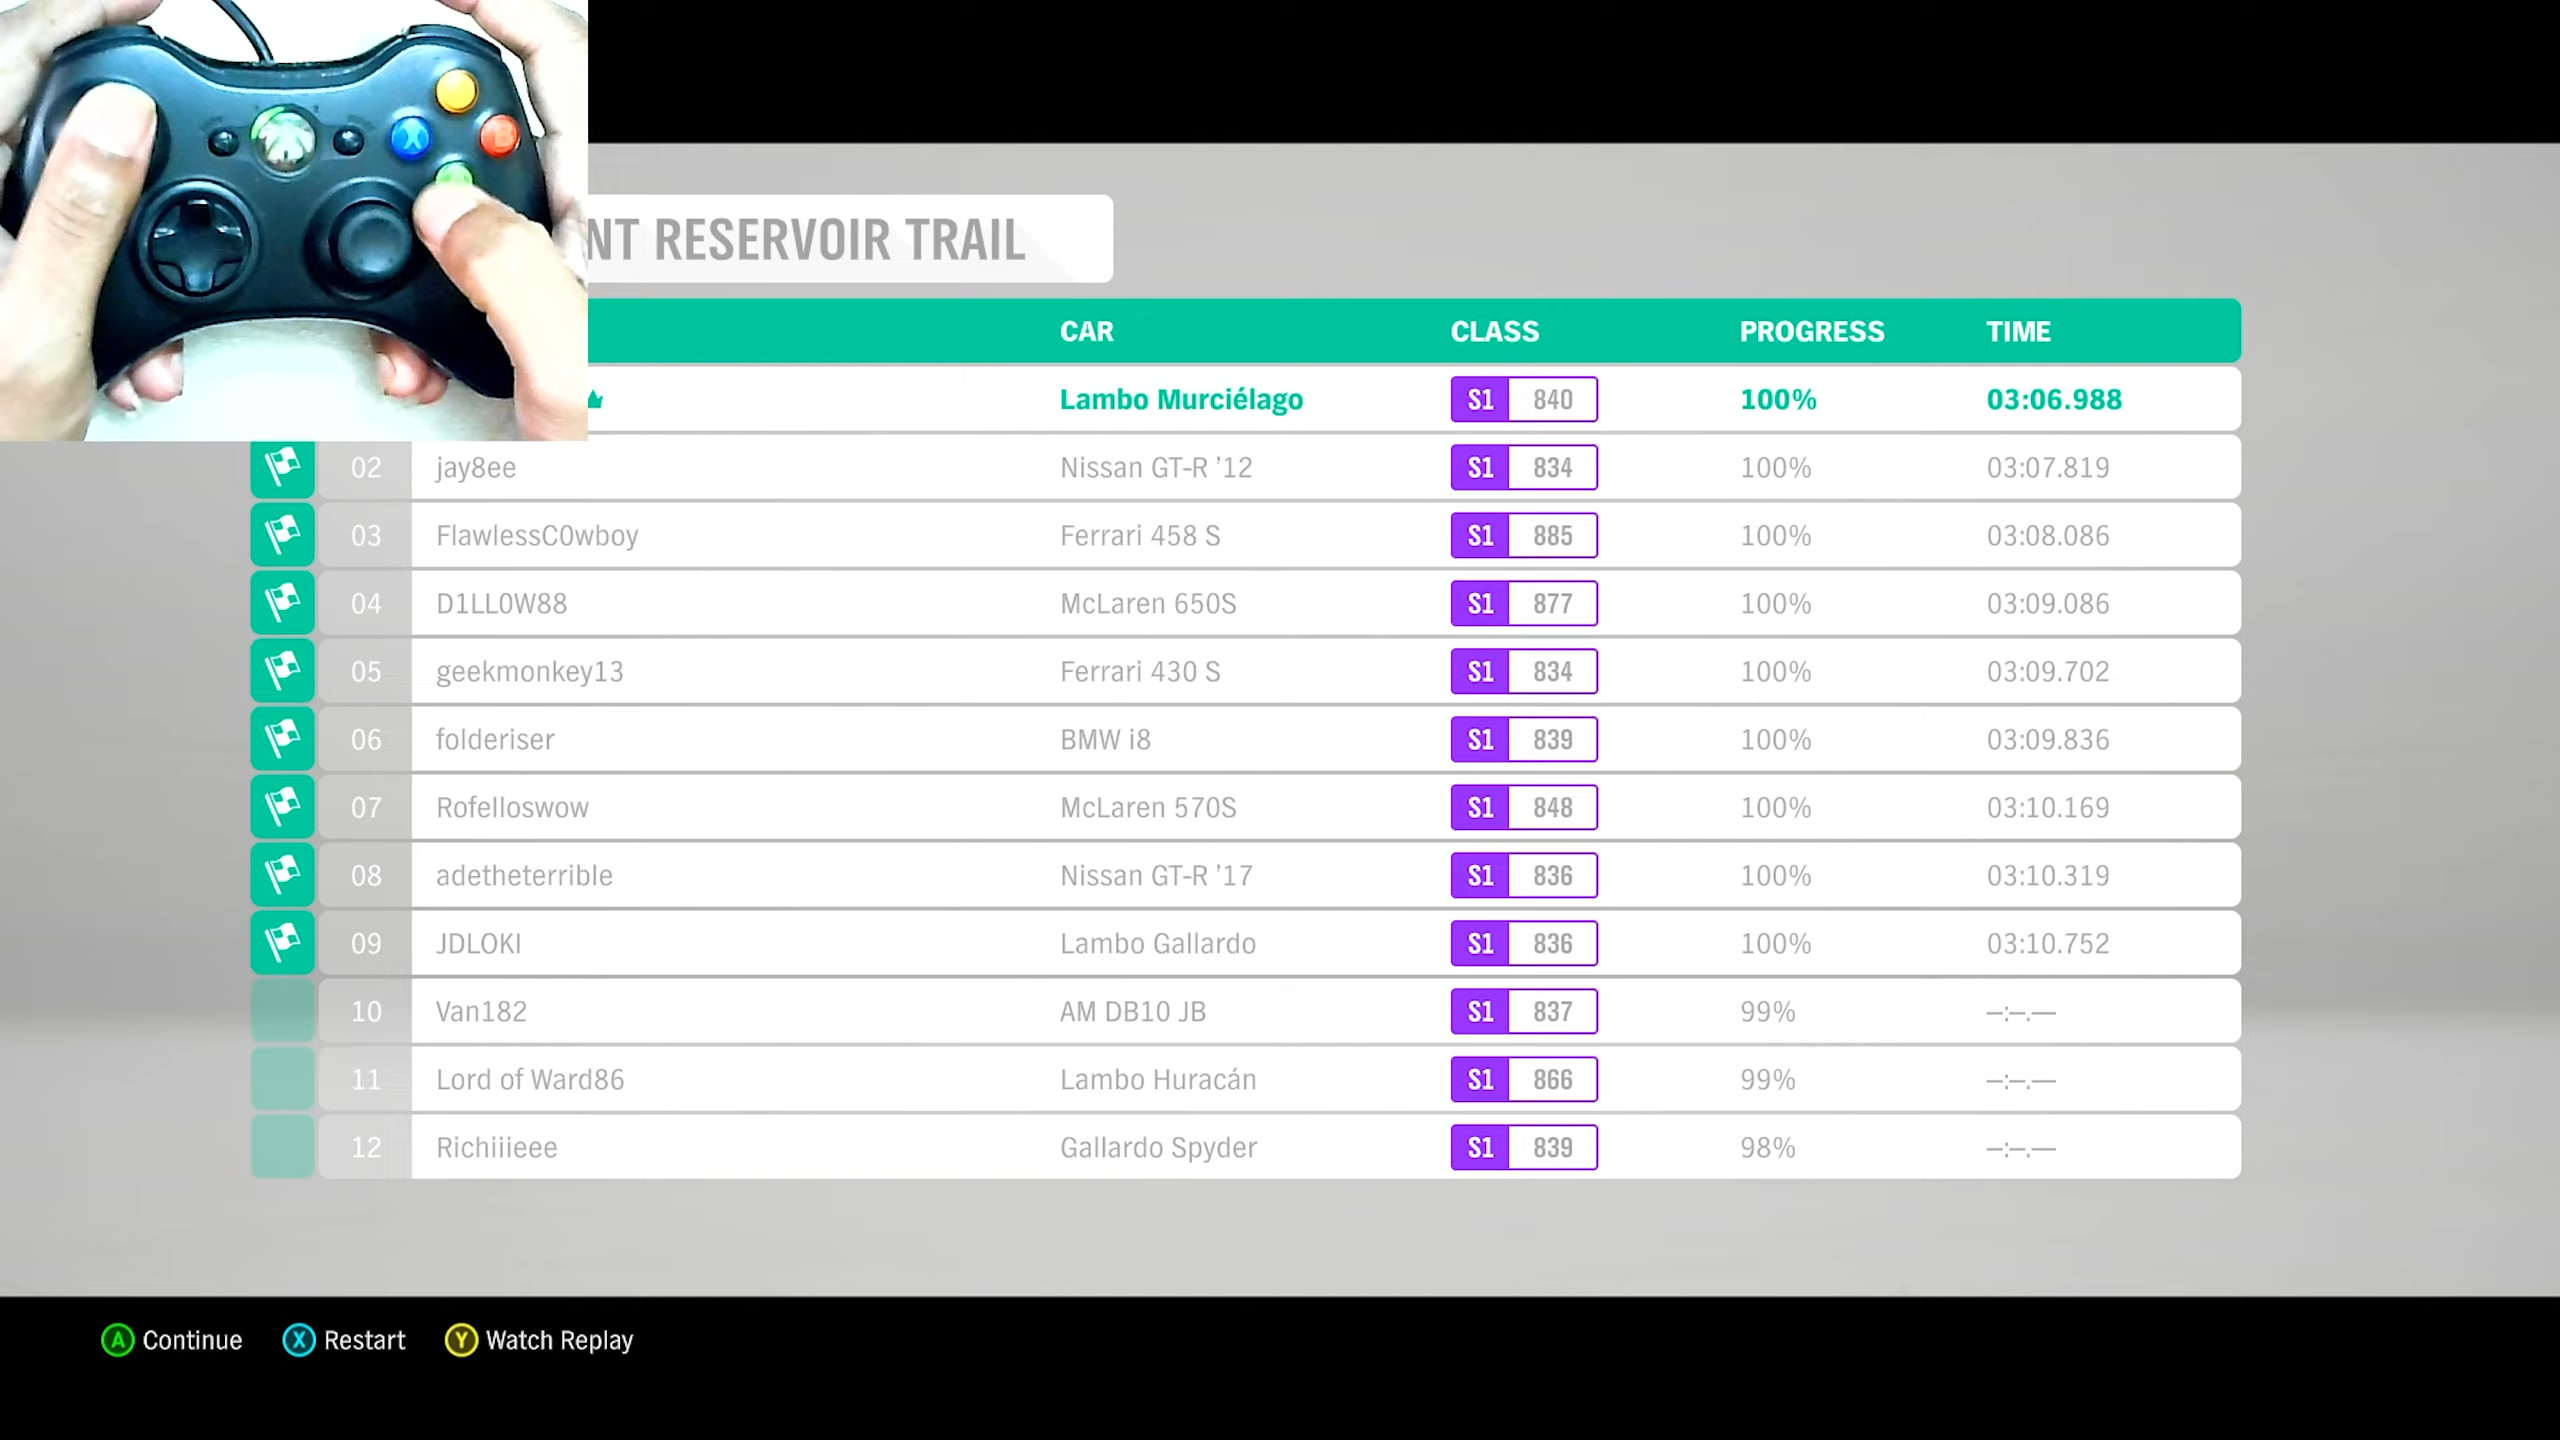 NT RESERVOIR TRAIL
CAR CLASS PROGRESS TIME
Lambo Murciélago S1 840 100% 03:06.988
02 jay8ee Nissan GT-R '12 S1 834 100% 03:07.819
03 FlawlessC0wboy Ferrari 458 S S1 885 100% 03:08.086
04 D1LL0W88 McLaren 650S S1 877 100% 03:09.086
05 geekmonkey13 Ferrari 430 S S1 834 100% 03:09.702
06 folderiser BMW i8 S1 839 100% 03:09.836
07 Rofelloswow McLaren 570S S1 848 100% 03:10.169
08 adetheterrible Nissan GT-R '17 S1 836 100% 03:10.319
09 JDLOKI Lambo Gallardo S1 836 100% 03:10.752
10 Van182 AM DB10 JB S1 837 99% --:--.---
11 Lord of Ward86 Lambo Huracán S1 866 99% --:--.---
12 Richiiieee Gallardo Spyder S1 839 98% --:--.---
A Continue X Restart Y Watch Replay